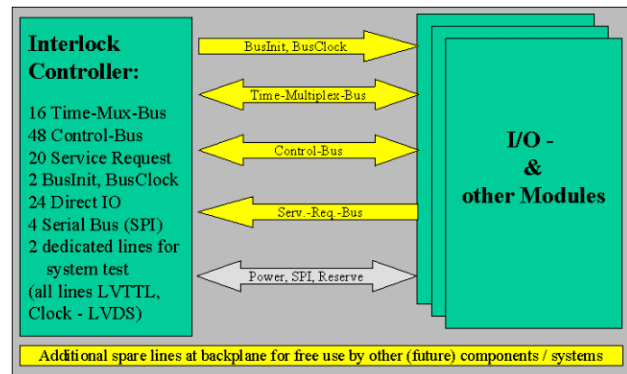 Interlock
Controller:
16 Time-Mux-Bus
48 Control-Bus
20 Service Request
2 BusInit, BusClock
24 Direct IO
4 Serial Bus (SPI)
2 dedicated lines for
system test
(all lines LVTTL,
Clock - LVDS)
BusInit, BusClock
Time-Multiplex-Bus
Control-Bus
Serv.-Req.-Bus
Power, SPI, Reserve
I/O -
&
other Modules
Additional spare lines at backplane for free use by other (future) components / systems